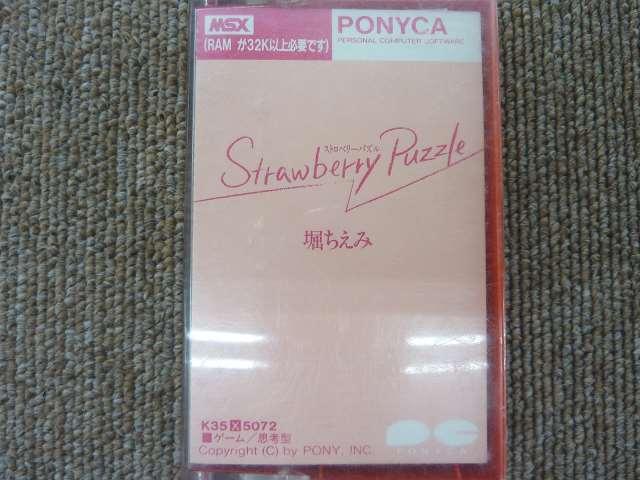 MSX
(RAM が32K以上必要です)
PONYCA
PERSONAL COMPUTER SOFTWARE
ストロベリーパズル
Strawberry Puzzle
堀ちえみ
K35X5072
■ゲーム/思考型
Copyright (C) by PONY, INC.
PC
PONYCA